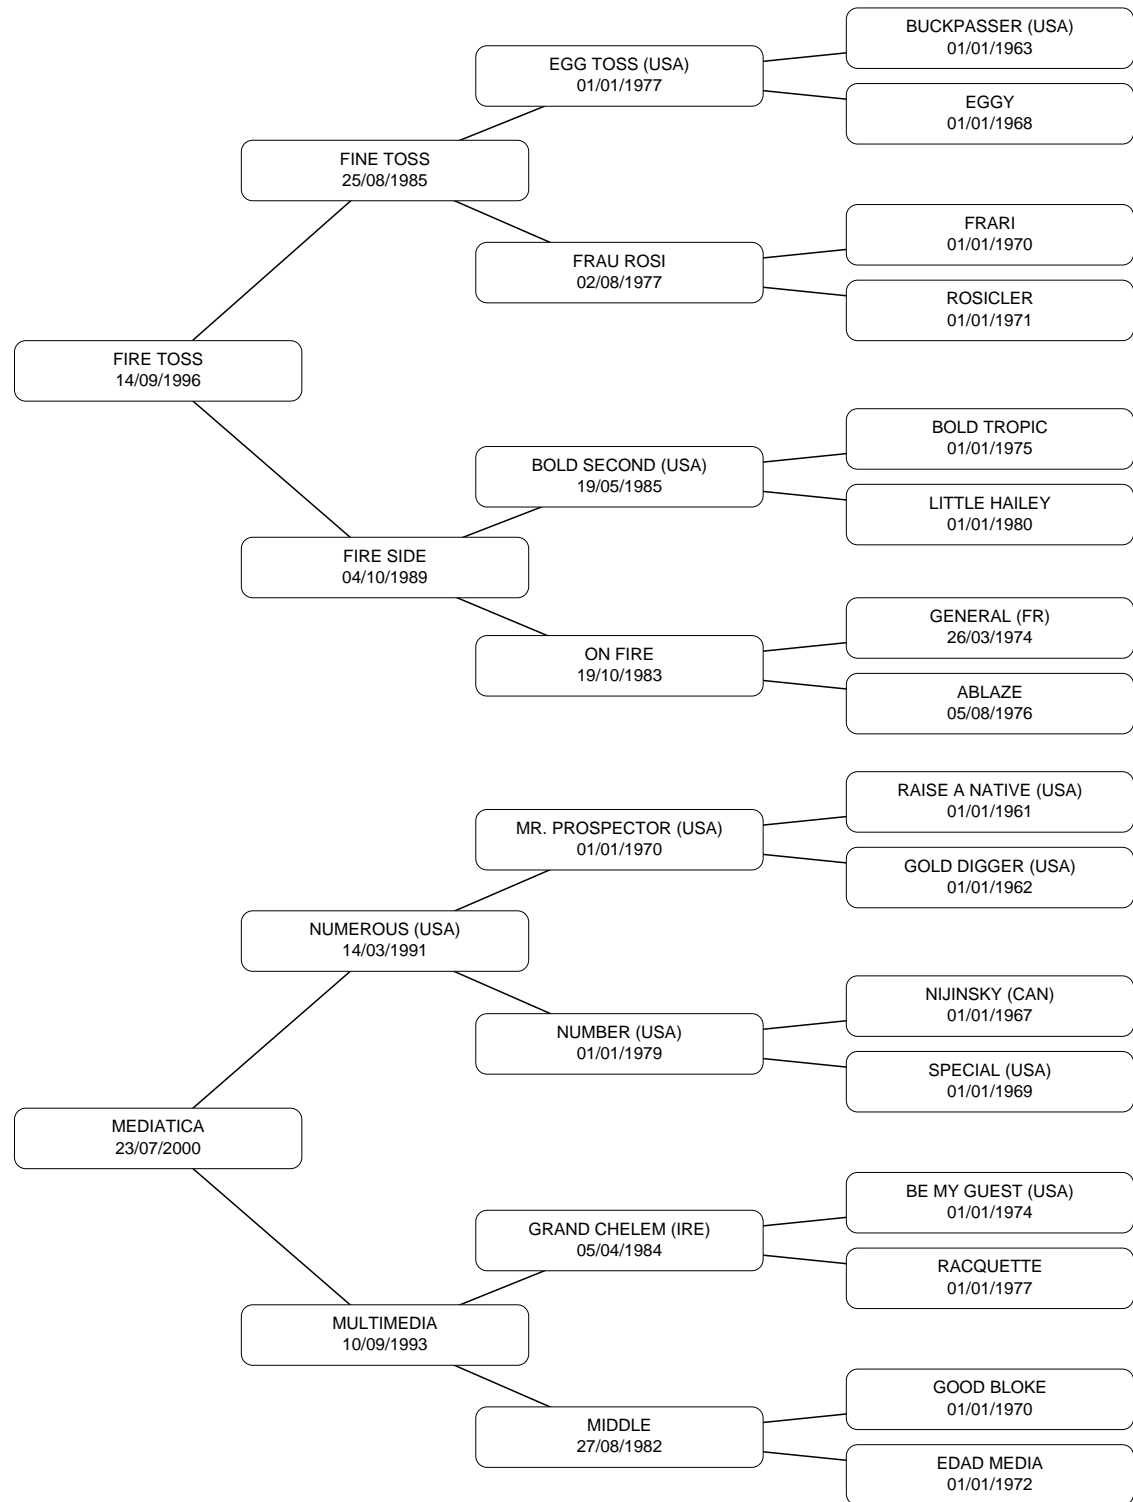 BUCKPASSER (USA)
01/01/1963
EGG TOSS (USA)
01/01/1977
EGGY
01/01/1968
FINE TOSS
25/08/1985
FRARI
01/01/1970
FRAU ROSI
02/08/1977
ROSICLER
01/01/1971
FIRE TOSS
14/09/1996
BOLD TROPIC
01/01/1975
BOLD SECOND (USA)
19/05/1985
LITTLE HAILEY
01/01/1980
FIRE SIDE
04/10/1989
GENERAL (FR)
26/03/1974
ON FIRE
19/10/1983
ABLAZE
05/08/1976
RAISE A NATIVE (USA)
01/01/1961
MR. PROSPECTOR (USA)
01/01/1970
GOLD DIGGER (USA)
01/01/1962
NUMEROUS (USA)
14/03/1991
NIJINSKY (CAN)
01/01/1967
NUMBER (USA)
01/01/1979
SPECIAL (USA)
01/01/1969
MEDIATICA
23/07/2000
BE MY GUEST (USA)
01/01/1974
GRAND CHELEM (IRE)
05/04/1984
RACQUETTE
01/01/1977
MULTIMEDIA
10/09/1993
GOOD BLOKE
01/01/1970
MIDDLE
27/08/1982
EDAD MEDIA
01/01/1972